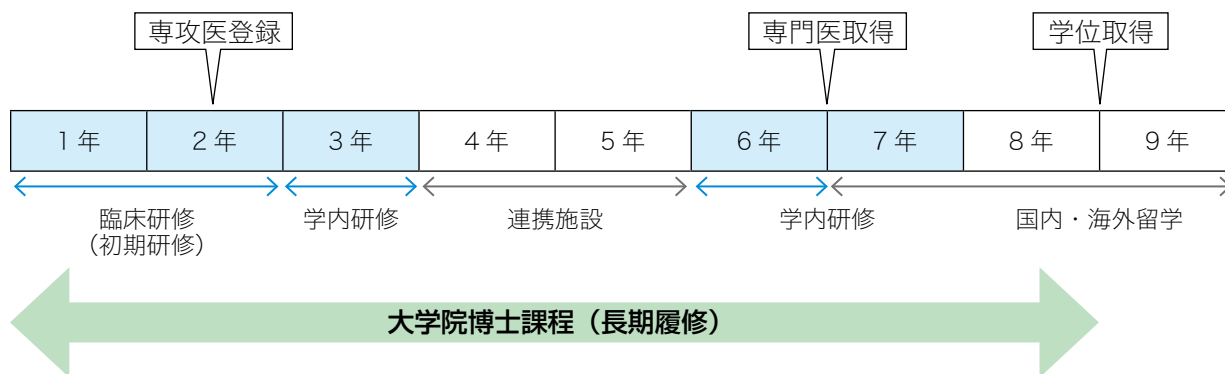 専攻医登録
専門医取得
学位取得
1年
2年
3年
4年
5年
6年
7年
8年
9年
臨床研修
（初期研修）
学内研修
連携施設
学内研修
国内・海外留学
大学院博士課程（長期履修）